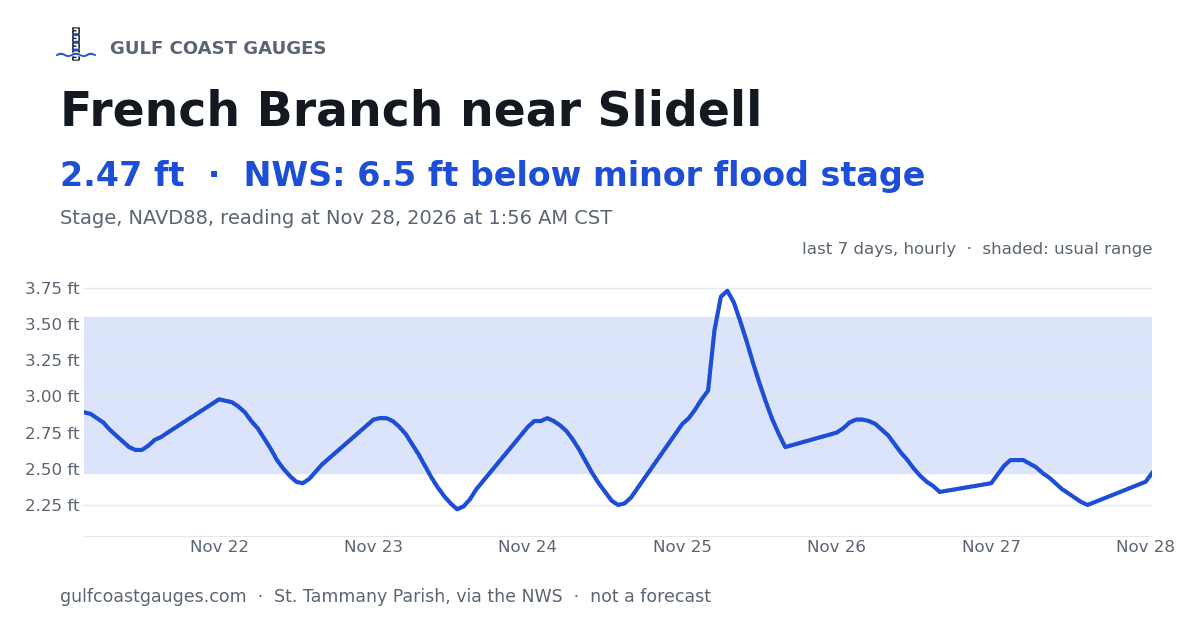 GULF COAST GAUGES
French Branch near Slidell
2.47 ft · NWS: 6.5 ft below minor flood stage
Stage, NAVD88, reading at Nov 28, 2026 at 1:56 AM CST
last 7 days, hourly · shaded: usual range
3.75 ft
3.50 ft
3.25 ft
3.00 ft
2.75 ft
2.50 ft
2.25 ft
Nov 22 Nov 23 Nov 24 Nov 25 Nov 26 Nov 27 Nov 28
gulfcoastgauges.com · St. Tammany Parish, via the NWS · not a forecast